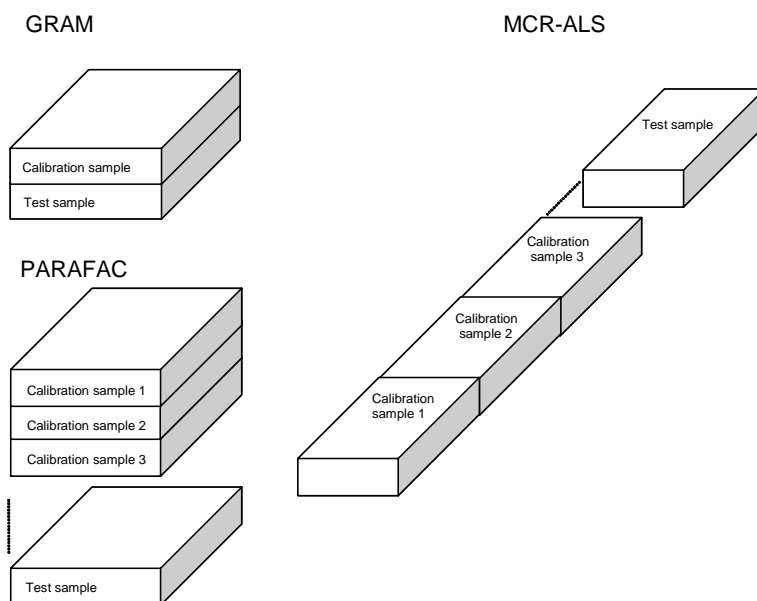 GRAM
Calibration sample
Test sample
PARAFAC
Calibration sample 1
Calibration sample 2
Calibration sample 3
Test sample
MCR-ALS
Test sample
Calibration
sample 3
Calibration
sample 2
Calibration
sample 1